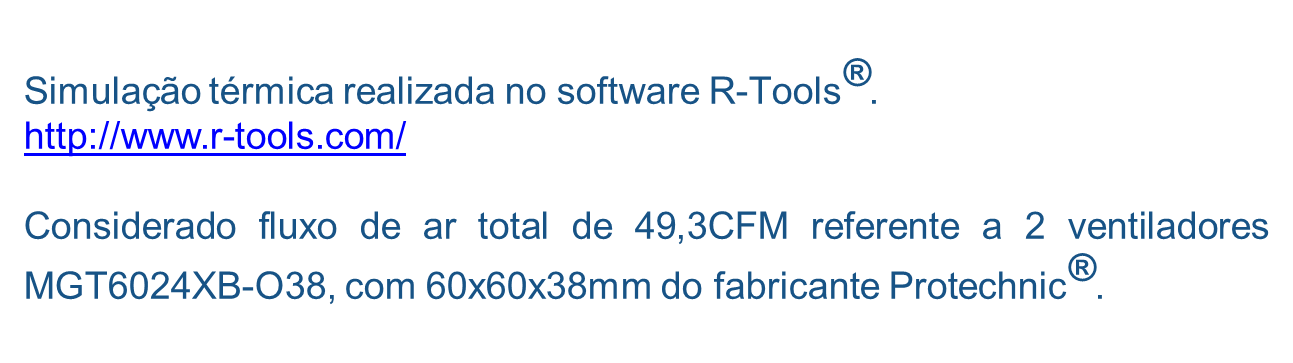 Simulação térmica realizada no software R-Tools®.
http://www.r-tools.com/
Considerado fluxo de ar total de 49,3CFM referente a 2 ventiladores
MGT6024XB-O38, com 60x60x38mm do fabricante Protechnic®.